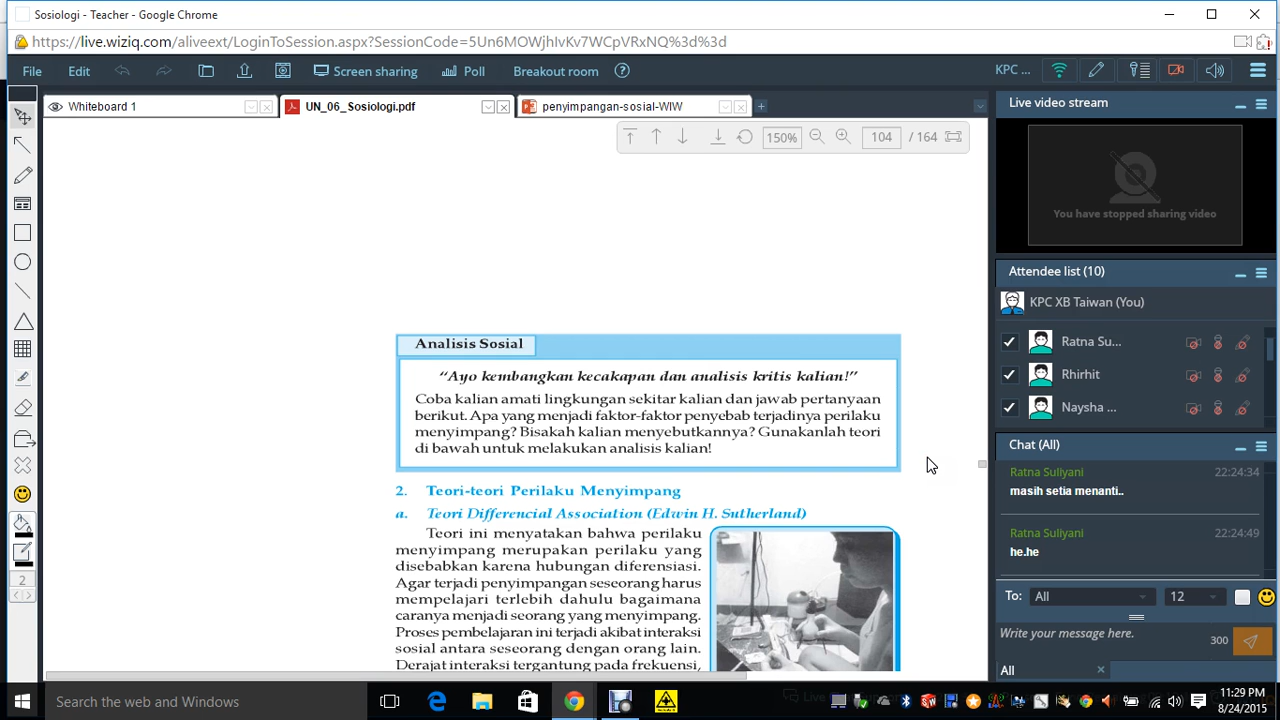 Sosiologi - Teacher - Google Chrome
https://live.wiziq.com/aliveext/LoginToSession.aspx?SessionCode=5Un6MOWjhIvKv7WCpVRxNQ%3d%3d
File Edit Screen sharing Poll Breakout room ? KPC ...
Whiteboard 1 UN_06_Sosiologi.pdf penyimpangan-sosial-WIW
150% 104 / 164
Live video stream
You have stopped sharing video
Attendee list (10)
KPC XB Taiwan (You)
Ratna Su...
Rhirhit
Naysha ...
Chat (All)
Ratna Suliyani 22:24:34
masih setia menanti..
Ratna Suliyani 22:24:49
he.he
To: All 12
Write your message here. 300
All
Analisis Sosial
“Ayo kembangkan kecakapan dan analisis kritis kalian!”
Coba kalian amati lingkungan sekitar kalian dan jawab pertanyaan
berikut. Apa yang menjadi faktor-faktor penyebab terjadinya perilaku
menyimpang? Bisakah kalian menyebutkannya? Gunakanlah teori
di bawah untuk melakukan analisis kalian!
2. Teori-teori Perilaku Menyimpang
a. Teori Differencial Association (Edwin H. Sutherland)
Teori ini menyatakan bahwa perilaku
menyimpang merupakan perilaku yang
disebabkan karena hubungan diferensiasi.
Agar terjadi penyimpangan seseorang harus
mempelajari terlebih dahulu bagaimana
caranya menjadi seorang yang menyimpang.
Proses pembelajaran ini terjadi akibat interaksi
sosial antara seseorang dengan orang lain.
Derajat interaksi tergantung pada frekuensi,
2
Search the web and Windows
11:29 PM
8/24/2015